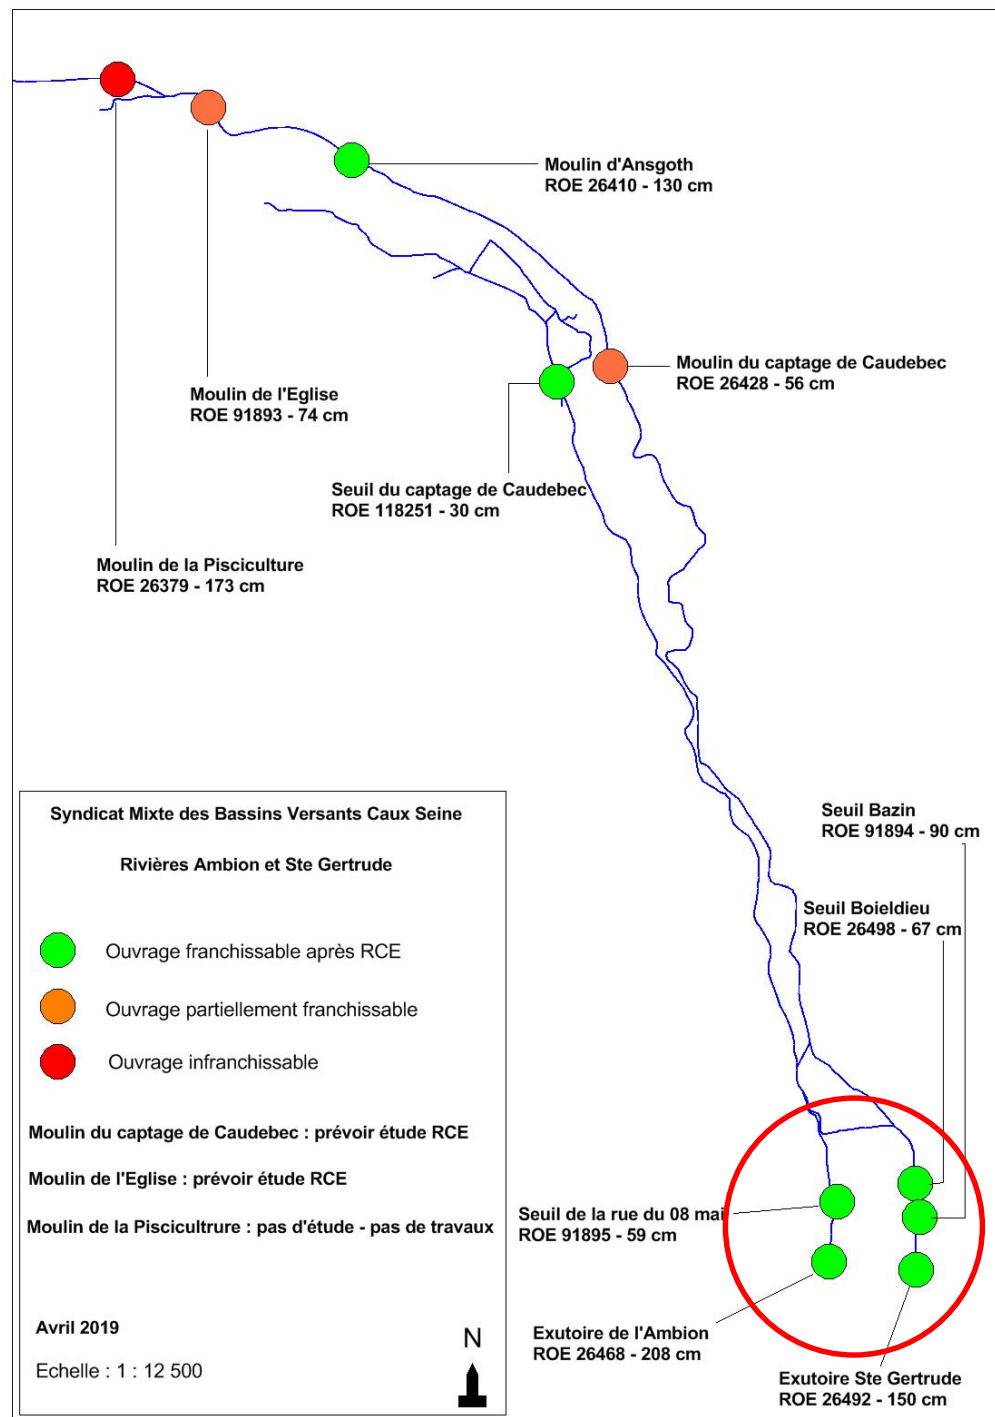 Moulin d'Ansgoth
ROE 26410 - 130 cm
Moulin du captage de Caudebec
ROE 26428 - 56 cm
Moulin de l'Eglise
ROE 91893 - 74 cm
Seuil du captage de Caudebec
ROE 118251 - 30 cm
Moulin de la Pisciculture
ROE 26379 - 173 cm
Seuil Bazin
ROE 91894 - 90 cm
Seuil Boieldieu
ROE 26498 - 67 cm
Seuil de la rue du 08 mai
ROE 91895 - 59 cm
Exutoire de l'Ambion
ROE 26468 - 208 cm
Exutoire Ste Gertrude
ROE 26492 - 150 cm
Syndicat Mixte des Bassins Versants Caux Seine
Rivières Ambion et Ste Gertrude
Ouvrage franchissable après RCE
Ouvrage partiellement franchissable
Ouvrage infranchissable
Moulin du captage de Caudebec : prévoir étude RCE
Moulin de l'Eglise : prévoir étude RCE
Moulin de la Piscicultrure : pas d'étude - pas de travaux
Avril 2019
Echelle : 1 : 12 500
N